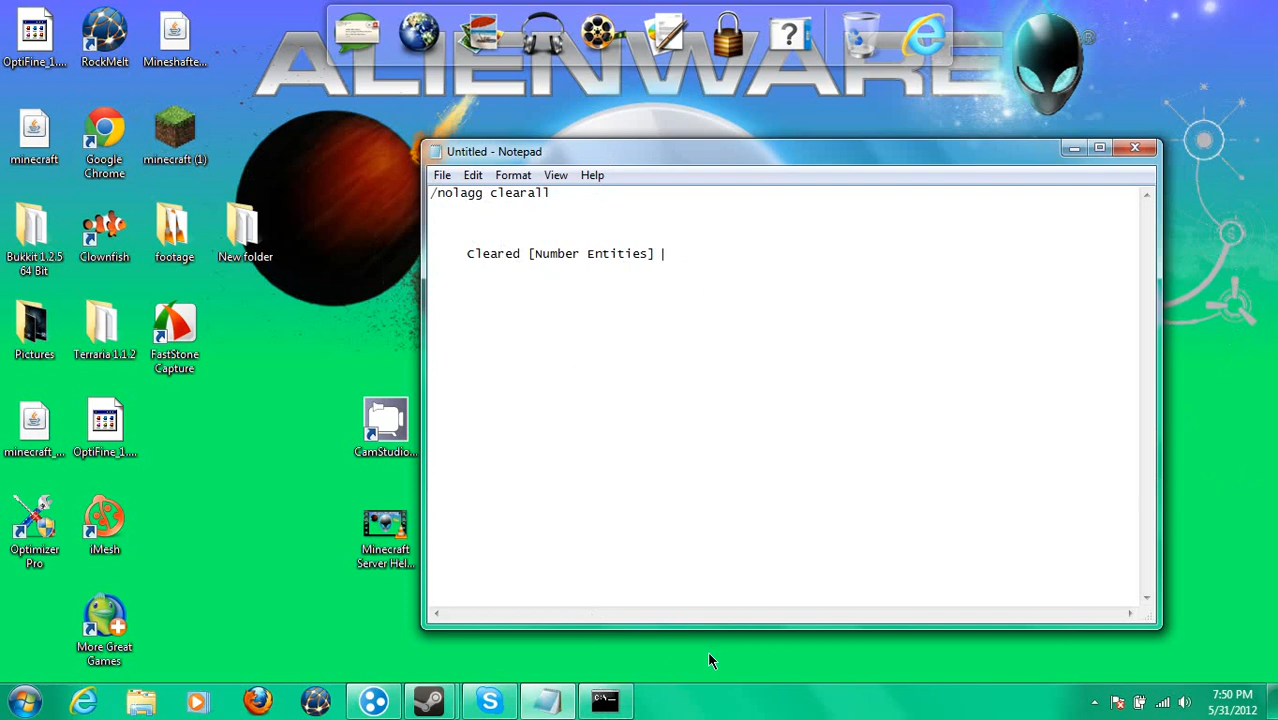 ALIENWARE
®
OptiFine_1....
RockMelt
Mineshafte...
minecraft
Google
Chrome
minecraft (1)
Bukkit 1.2.5
64 Bit
Clownfish
footage
New folder
Pictures
Terraria 1.1.2
FastStone
Capture
minecraft_...
OptiFine_1....
CamStudio...
Optimizer
Pro
iMesh
Minecraft
Server Hel...
More Great
Games
Untitled - Notepad
File Edit Format View Help
/nolagg clearall
Cleared [Number Entities]
C:\_
7:50 PM
5/31/2012